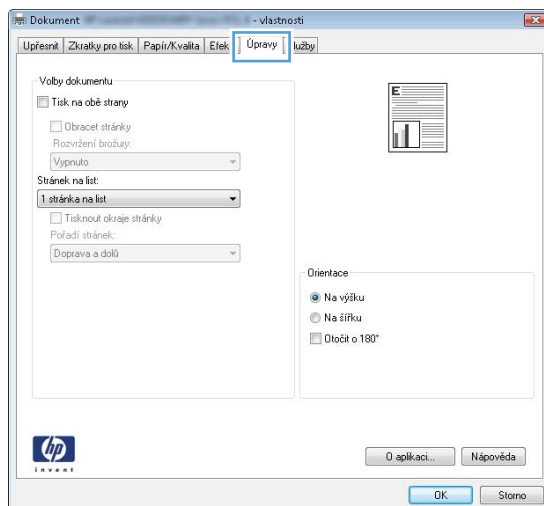 Dokument - vlastnosti
Upřesnit Zkratky pro tisk Papír/Kvalita Efek Úpravy lužby
Volby dokumentu
Tisk na obě strany
Obracet stránky
Rozvržení brožury:
Vypnuto
Stránek na list:
1 stránka na list
Tisknout okraje stránky
Pořadí stránek:
Doprava a dolů
E
Orientace
Na výšku
Na šířku
Otočit o 180°
hp
invent
O aplikaci... Nápověda
OK Storno